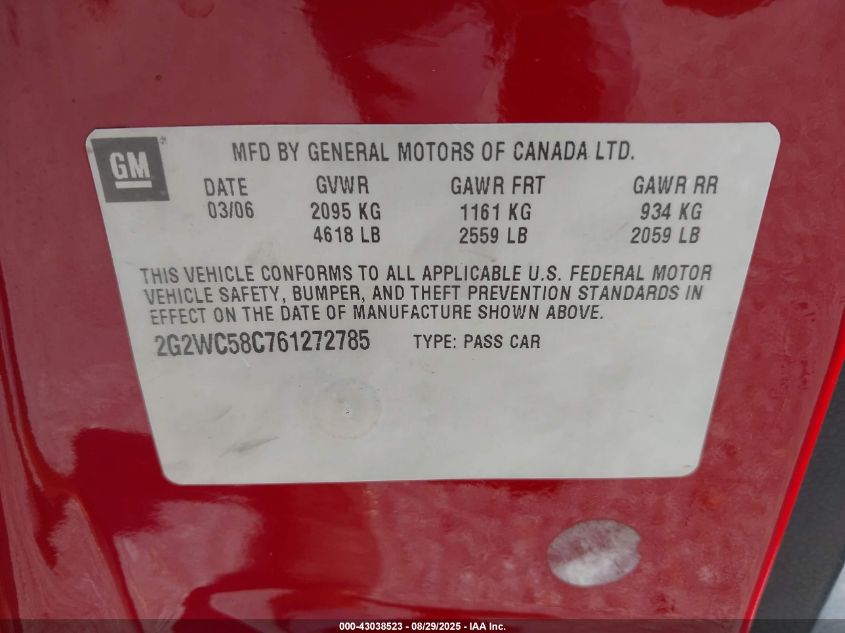 GM
MFD BY GENERAL MOTORS OF CANADA LTD.
DATE GVWR GAWR FRT GAWR RR
03/06 2095 KG 1161 KG 934 KG
4618 LB 2559 LB 2059 LB
THIS VEHICLE CONFORMS TO ALL APPLICABLE U.S. FEDERAL MOTOR
VEHICLE SAFETY, BUMPER, AND THEFT PREVENTION STANDARDS IN
EFFECT ON THE DATE OF MANUFACTURE SHOWN ABOVE.
2G2WC58C761272785 TYPE: PASS CAR
000-43038523 - 08/29/2025 - IAA Inc.